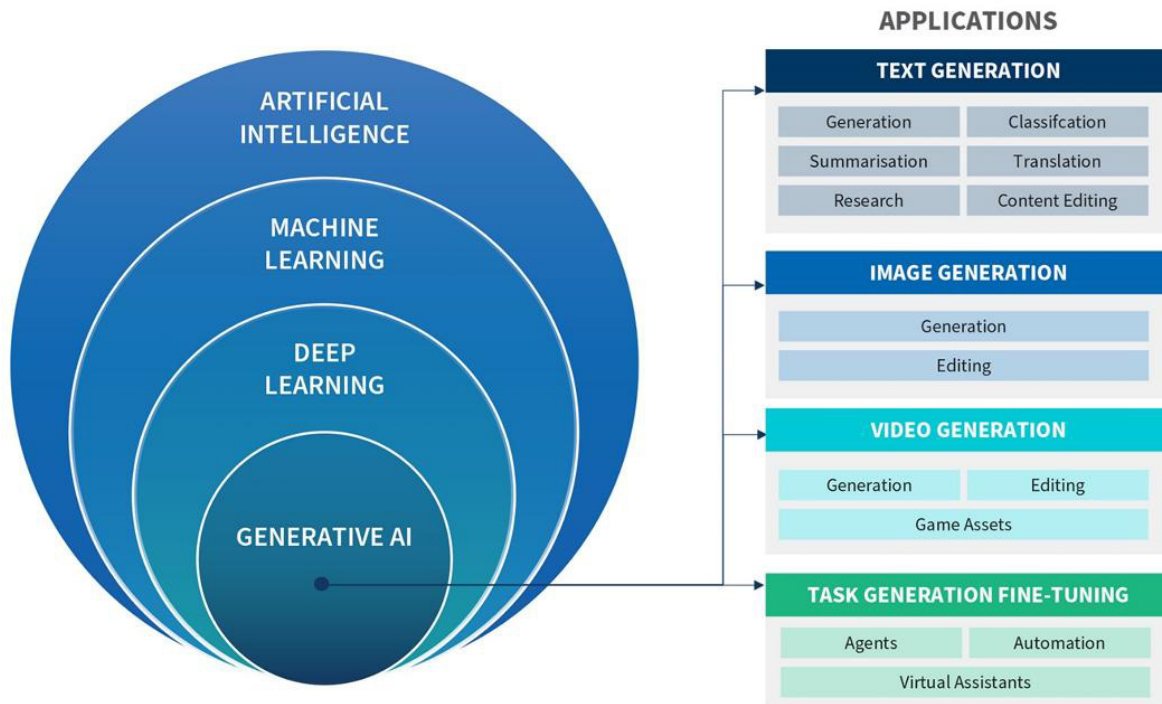 ARTIFICIAL
INTELLIGENCE
MACHINE
LEARNING
DEEP
LEARNING
GENERATIVE AI
APPLICATIONS
TEXT GENERATION
Generation
Classifcation
Summarisation
Translation
Research
Content Editing
IMAGE GENERATION
Generation
Editing
VIDEO GENERATION
Generation
Editing
Game Assets
TASK GENERATION FINE-TUNING
Agents
Automation
Virtual Assistants